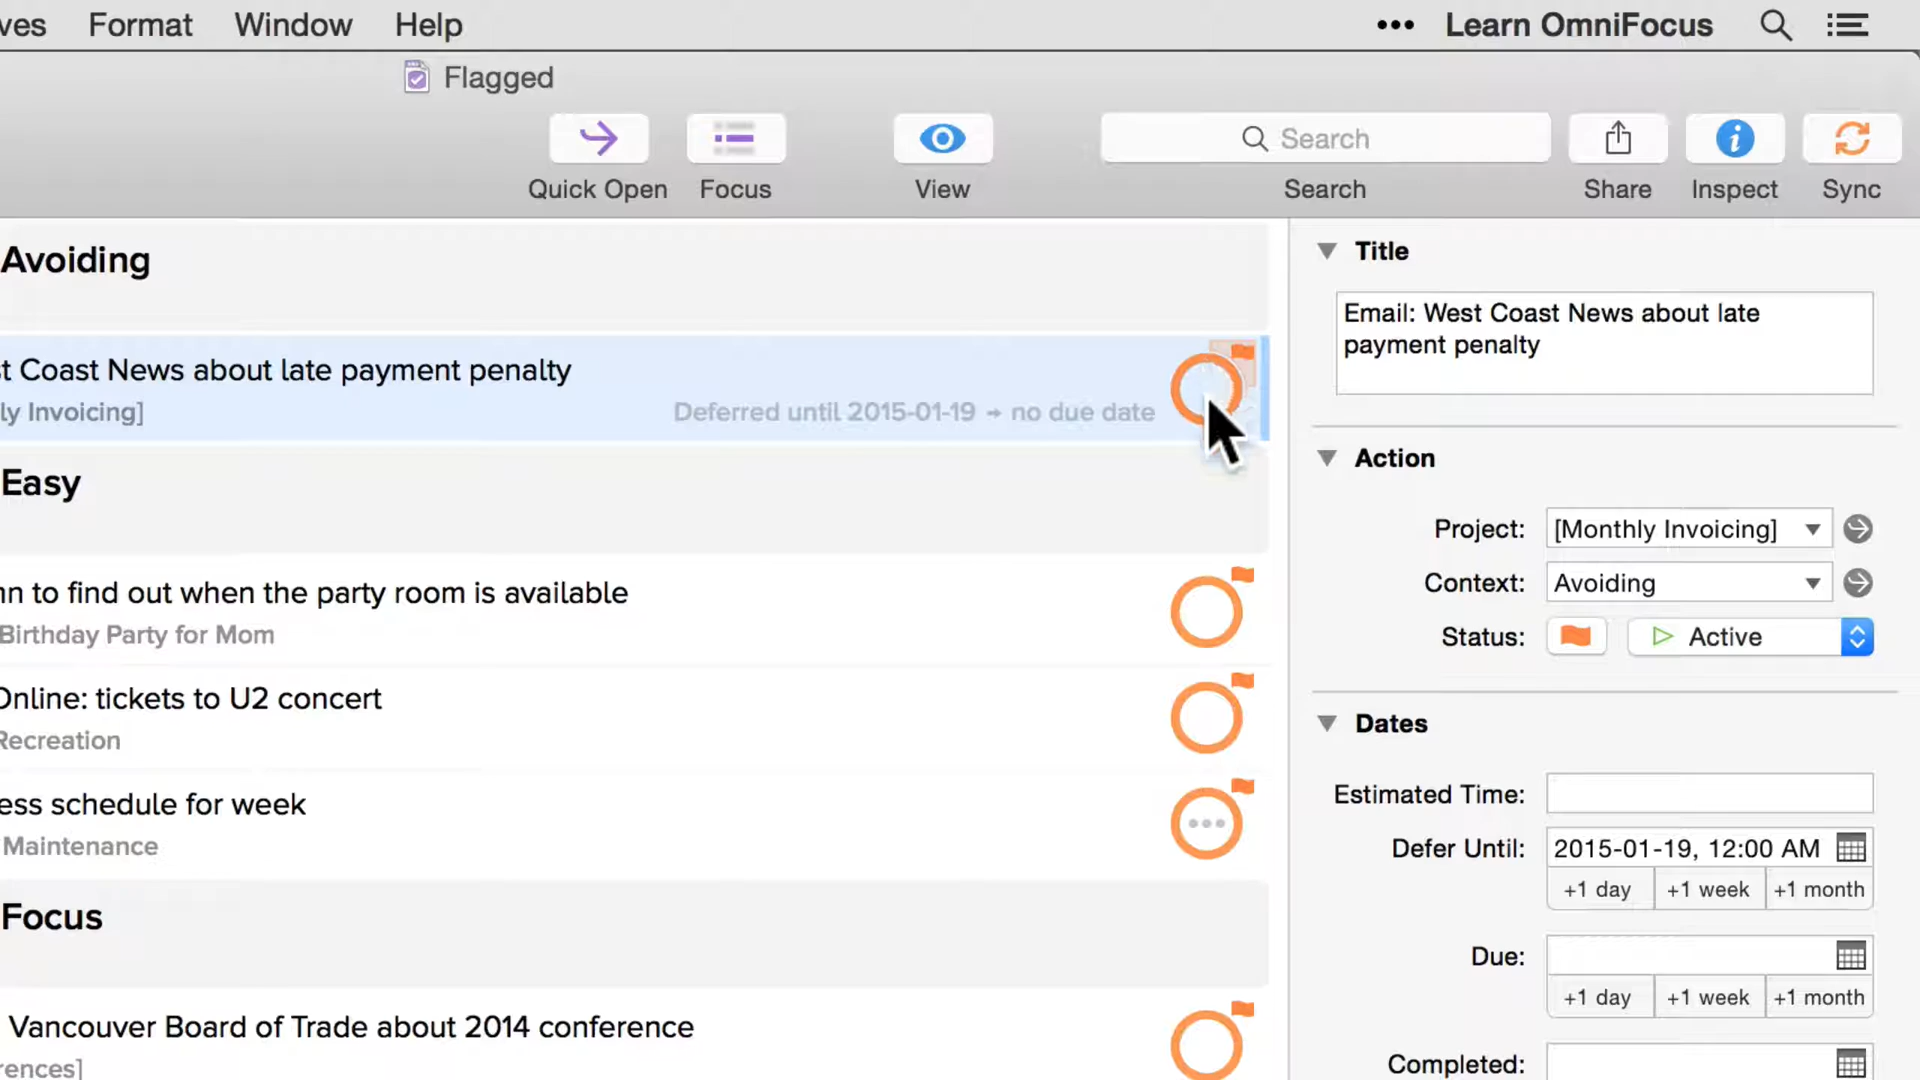 ves Format Window Help ••• Learn OmniFocus
Flagged
Search
Quick Open Focus View Search Share Inspect Sync
Avoiding
t Coast News about late payment penalty
ly Invoicing]
Deferred until 2015-01-19 → no due date
Easy
nn to find out when the party room is available
Birthday Party for Mom
Online: tickets to U2 concert
Recreation
ess schedule for week
Maintenance
Focus
Vancouver Board of Trade about 2014 conference
rences]
Title
Email: West Coast News about late
payment penalty
Action
Project: [Monthly Invoicing]
Context: Avoiding
Status: Active
Dates
Estimated Time:
Defer Until: 2015-01-19, 12:00 AM
+1 day +1 week +1 month
Due:
+1 day +1 week +1 month
Completed: